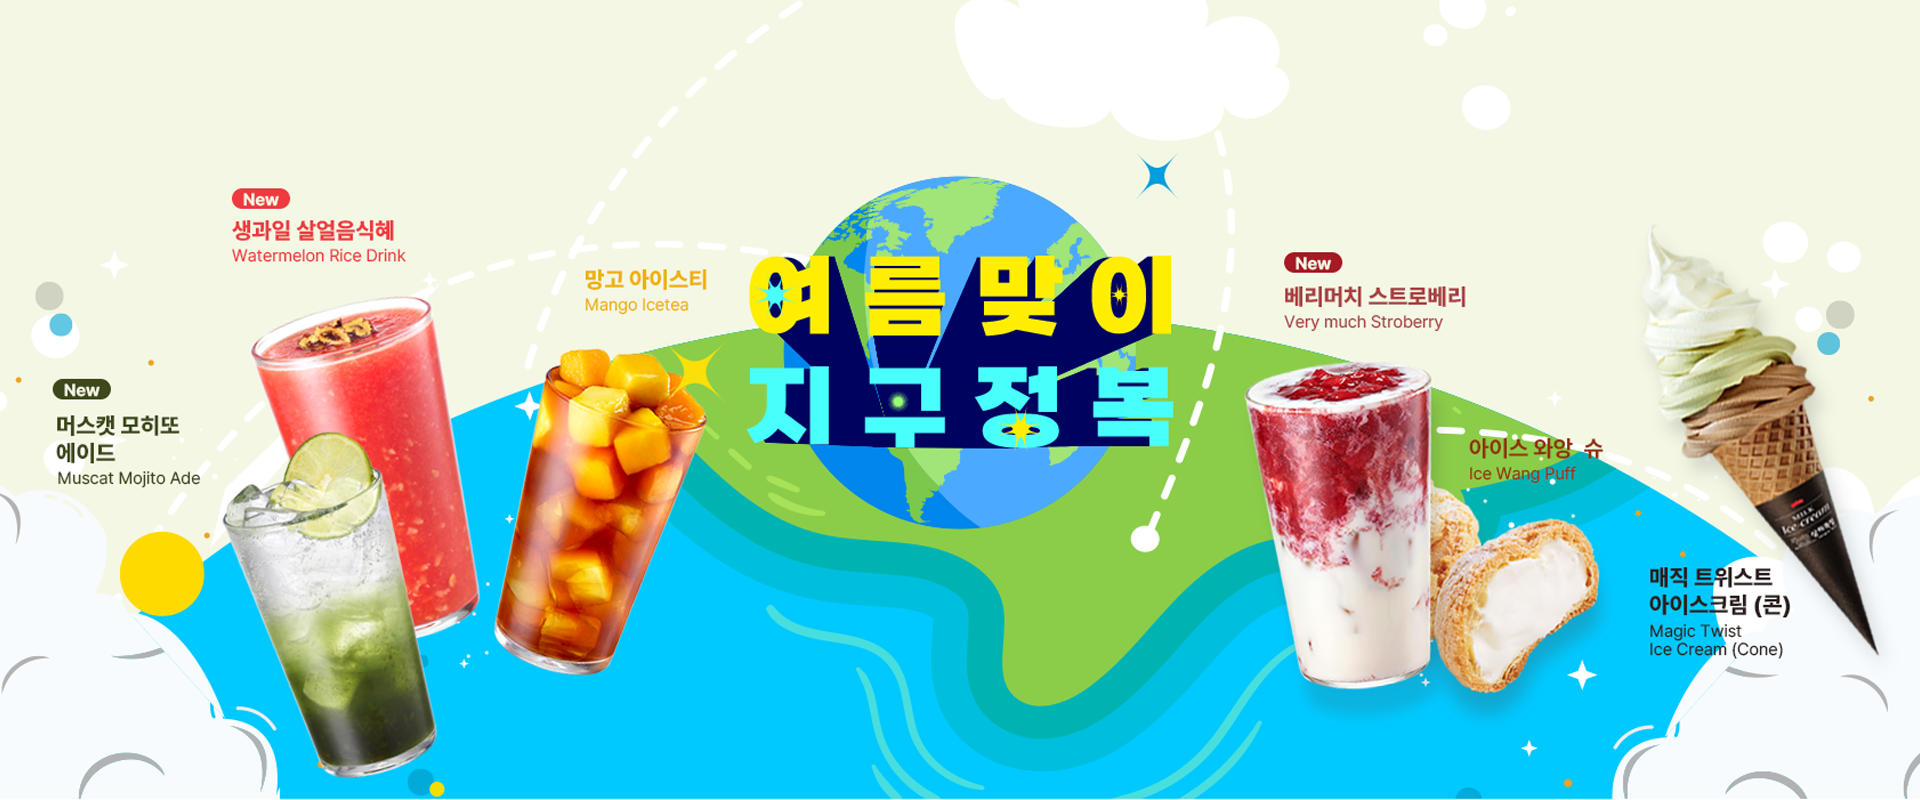 New
생과일 살얼음식혜
Watermelon Rice Drink
망고 아이스티
Mango Icetea
New
머스캣 모히또
에이드
Muscat Mojito Ade
여름맞이
지구정복
New
베리머치 스트로베리
Very much Stroberry
아이스 와앙 슈
Ice Wang Puff
MILK
Ice-cream
매직 트위스트
아이스크림 (콘)
Magic Twist
Ice Cream (Cone)